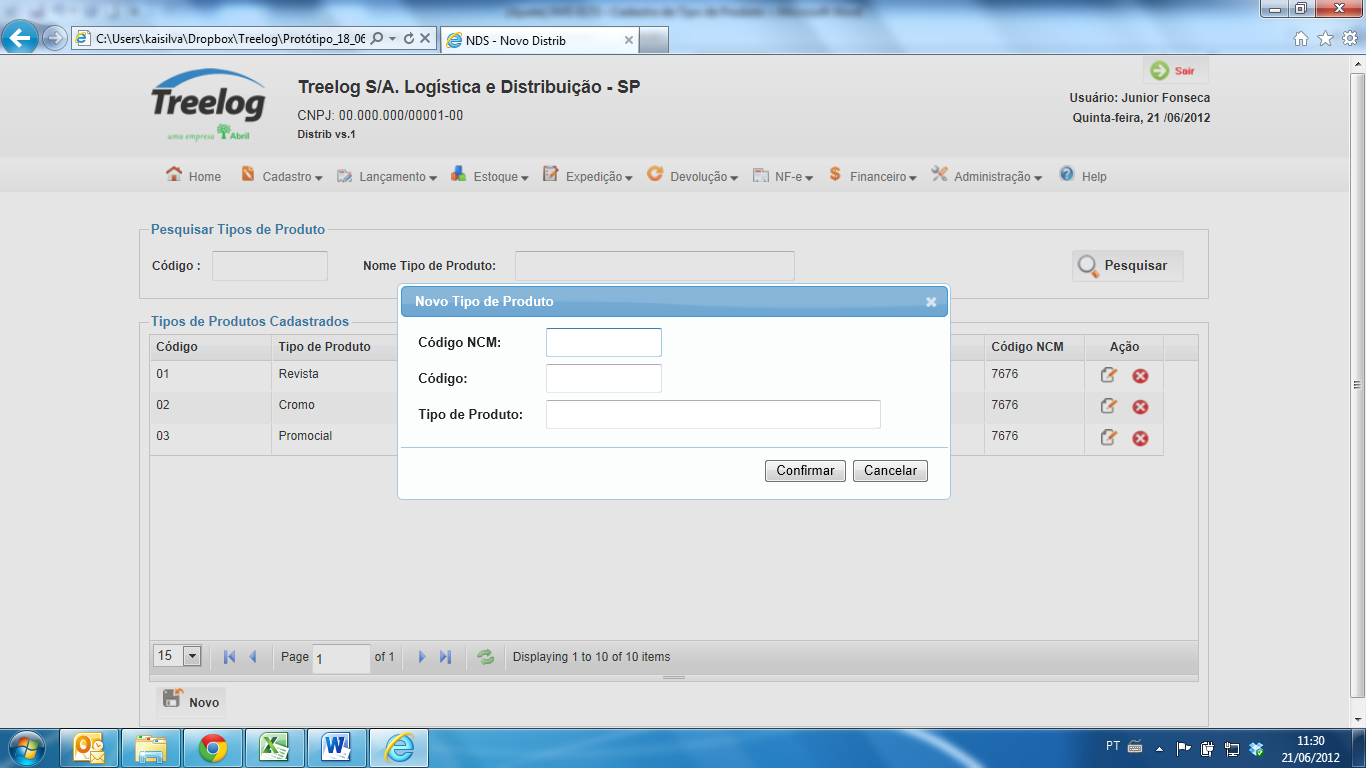 C:\Users\kaisilva\Dropbox\Treelog\Protótipo_18_06
NDS - Novo Distrib
Treelog
uma empresa Abril
Treelog S/A. Logística e Distribuição - SP
CNPJ: 00.000.000/00001-00
Distrib vs.1
Sair
Usuário: Junior Fonseca
Quinta-feira, 21 /06/2012
Home Cadastro Lançamento Estoque Expedição Devolução NF-e Financeiro Administração Help
Pesquisar Tipos de Produto
Código : Nome Tipo de Produto: Pesquisar
Novo Tipo de Produto
Código NCM:
Código:
Tipo de Produto:
Confirmar Cancelar
Tipos de Produtos Cadastrados
Código Tipo de Produto Código NCM Ação
01 Revista 7676
02 Cromo 7676
03 Promocial 7676
15 Page 1 of 1 Displaying 1 to 10 of 10 items
Novo
PT 11:30
21/06/2012